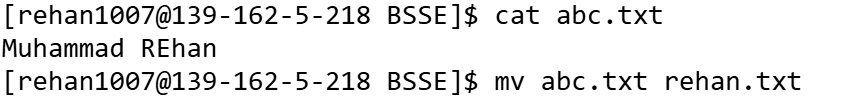 [rehan1007@139-162-5-218 BSSE]$ cat abc.txt
Muhammad REhan
[rehan1007@139-162-5-218 BSSE]$ mv abc.txt rehan.txt